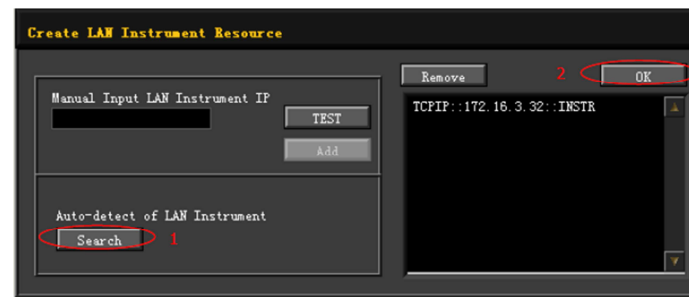 Create LAN Instrument Resource
Manual Input LAN Instrument IP
TEST
Add
Auto-detect of LAN Instrument
Search 1
Remove 2 OK
TCPIP::172.16.3.32::INSTR